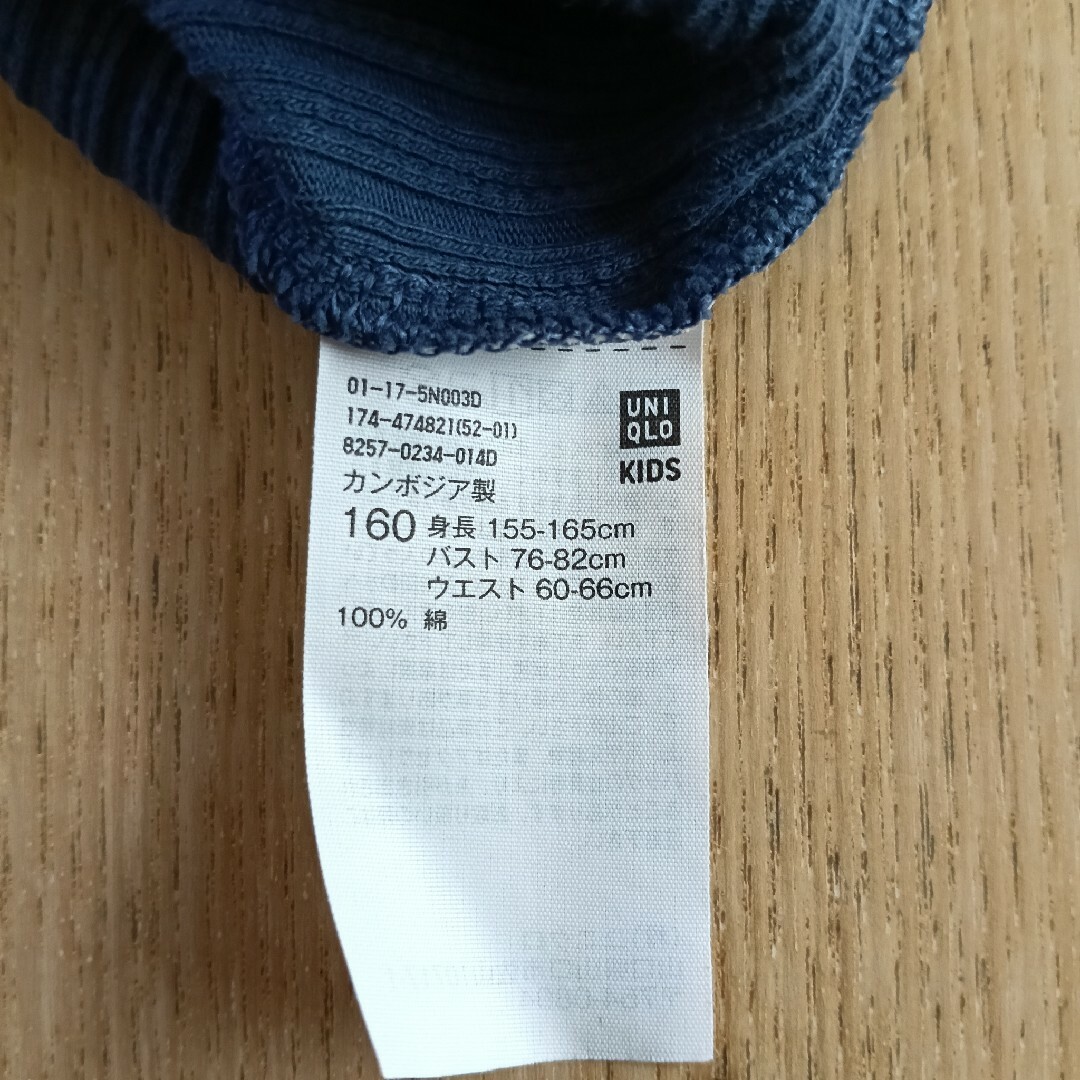 01-17-5N003D
174-474821(52-01)
8257-0234-014D
カンボジア製
UNI
QLO
KIDS
160 身長 155-165cm
バスト 76-82cm
ウエスト 60-66cm
100% 綿